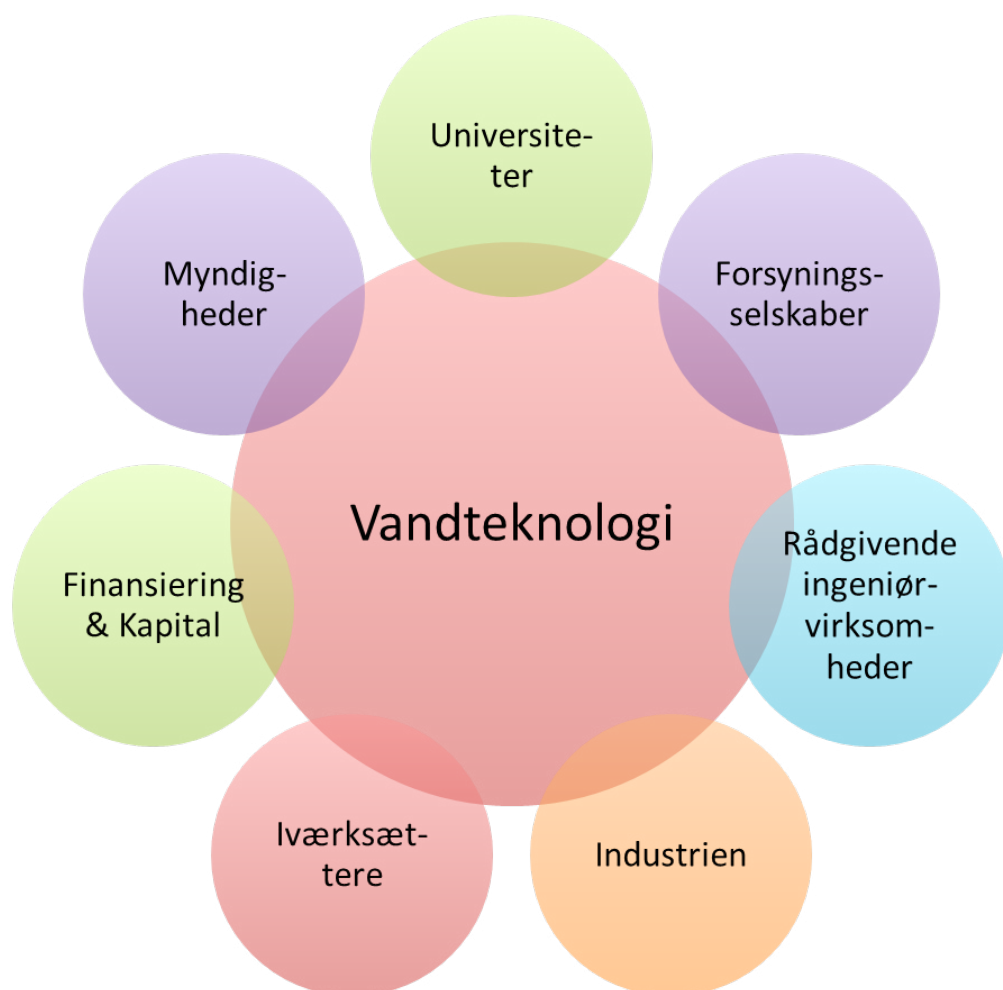 Universite-
ter
Myndig-
heder
Forsynings-
selskaber
Vandteknologi
Rådgivende
ingeniør-
virksom-
heder
Finansiering
& Kapital
Iværksæt-
tere
Industrien